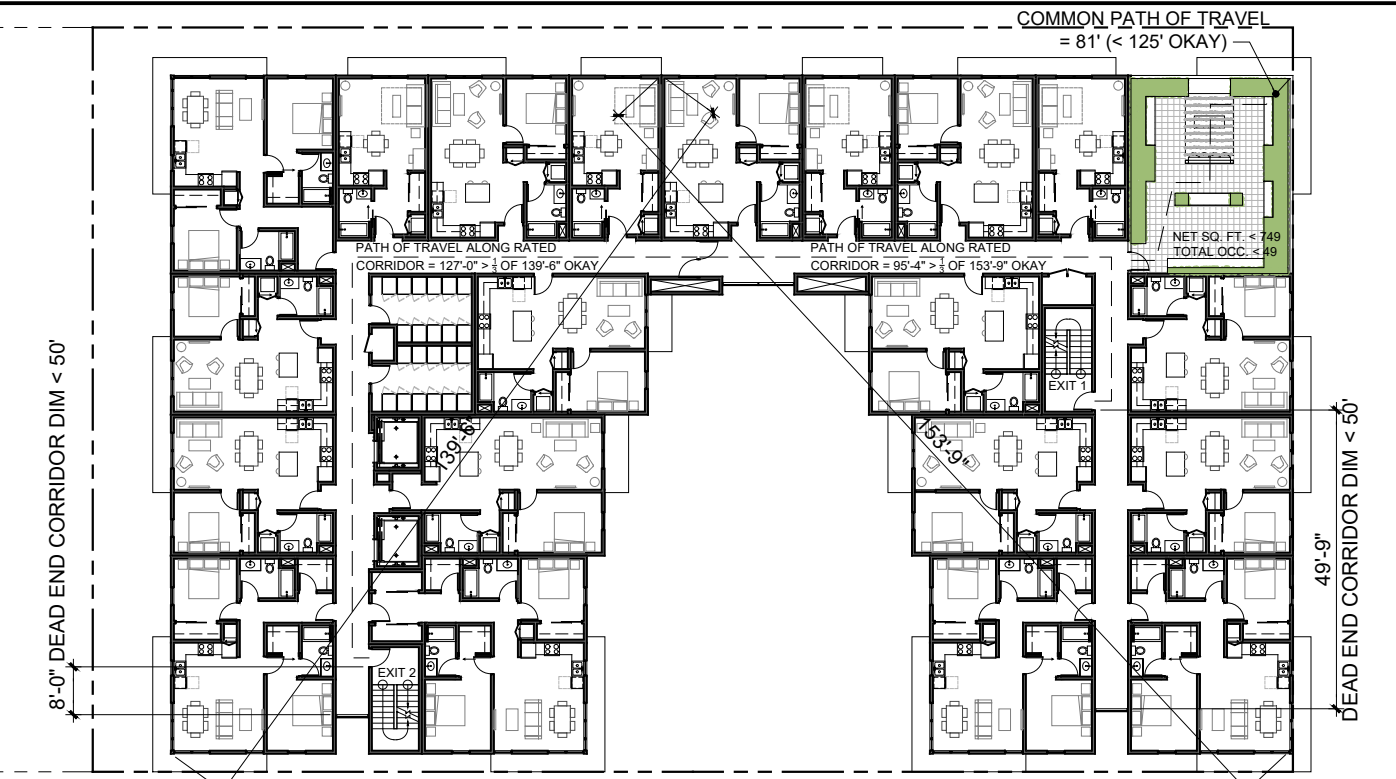 COMMON PATH OF TRAVEL
= 81' (< 125' OKAY)
PATH OF TRAVEL ALONG RATED
CORRIDOR = 127'-0" > 1/3 OF 139'-6" OKAY
PATH OF TRAVEL ALONG RATED
CORRIDOR = 95'-4" > 1/3 OF 153'-9" OKAY
NET SQ. FT. < 749
TOTAL OCC. < 49
EXIT 1
139'-6"
153'-9"
EXIT 2
8'-0" DEAD END CORRIDOR DIM < 50'
49'-9"
DEAD END CORRIDOR DIM < 50'